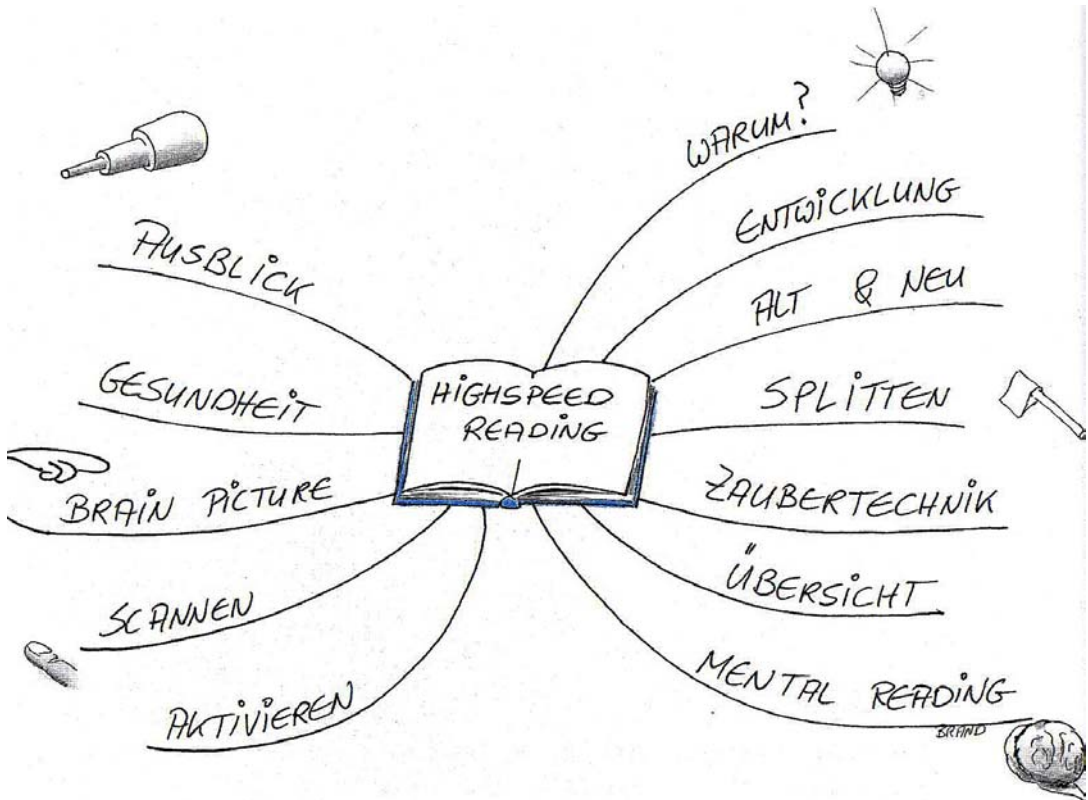 HiGHSPEED
READiNG
WARUM?
ENTWiCKLUNG
ALT & NEU
SPLiTTEN
ZAUBERTECHNiK
ÜBERSiCHT
MENTAL READiNG
BRAND
AKTiViEREN
SCANNEN
BRAiN PiCTURE
GESUNDHEiT
AUSBLiCK